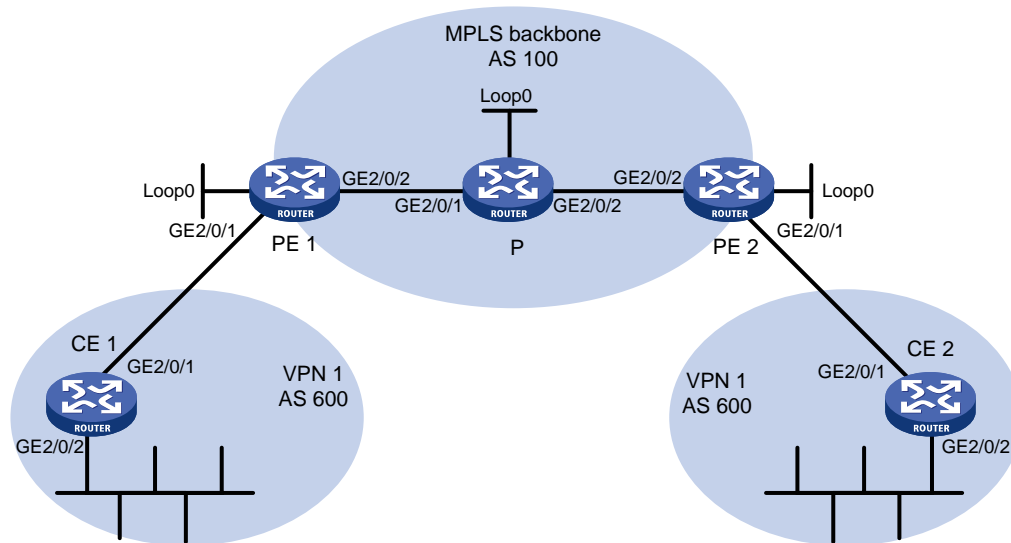 MPLS backbone
AS 100
Loop0
Loop0
GE2/0/2
GE2/0/1
GE2/0/2
GE2/0/2
Loop0
ROUTER
ROUTER
ROUTER
GE2/0/1
PE 1
P
PE 2
GE2/0/1
CE 1
GE2/0/1
VPN 1
AS 600
VPN 1
AS 600
CE 2
GE2/0/1
ROUTER
ROUTER
GE2/0/2
GE2/0/2